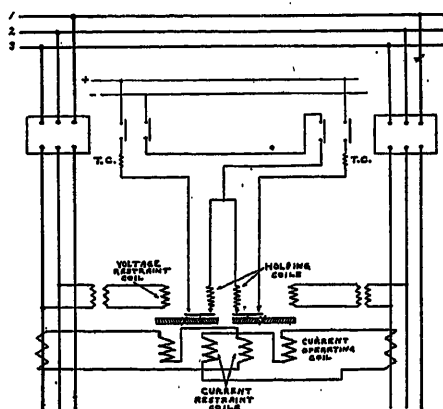 1
2
3
+
-
T.C.
T.C.
VOLTAGE
RESTRAINT
COIL
HOLDING
COILS
CURRENT
OPERATING
COIL
CURRENT
RESTRAINT
COILS